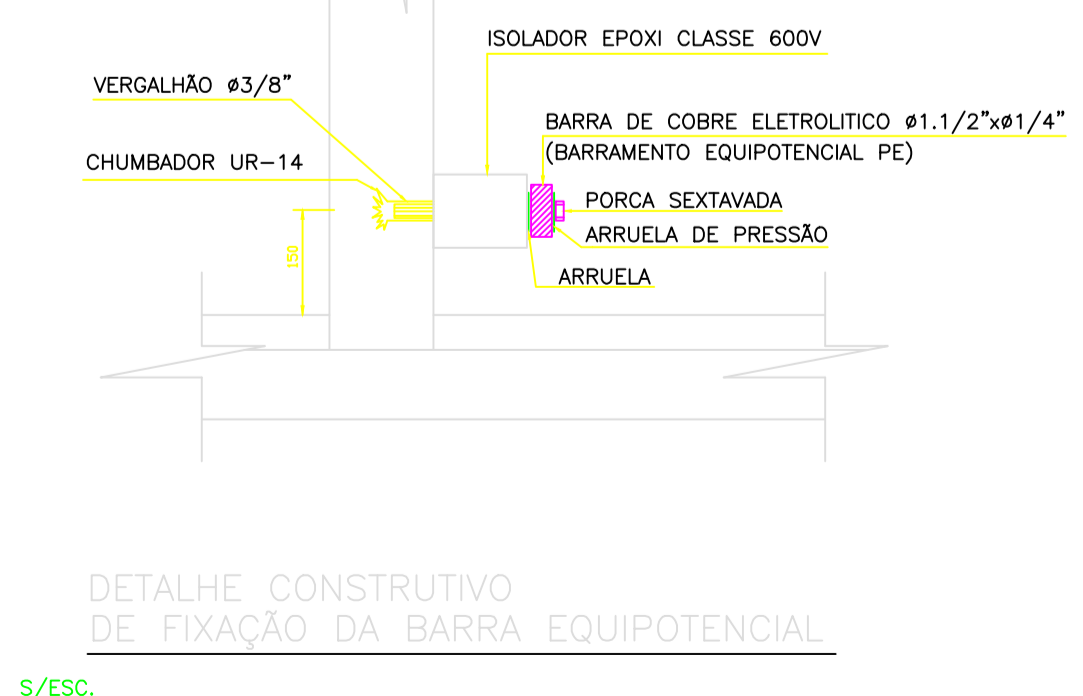 ISOLADOR EPOXI CLASSE 600V
VERGALHÃO ø3/8”
BARRA DE COBRE ELETROLITICO ø1.1/2”xø1/4”
(BARRAMENTO EQUIPOTENCIAL PE)
CHUMBADOR UR-14
PORCA SEXTAVADA
ARRUELA DE PRESSÃO
150
ARRUELA
DETALHE CONSTRUTIVO
DE FIXAÇÃO DA BARRA EQUIPOTENCIAL
S/ESC.